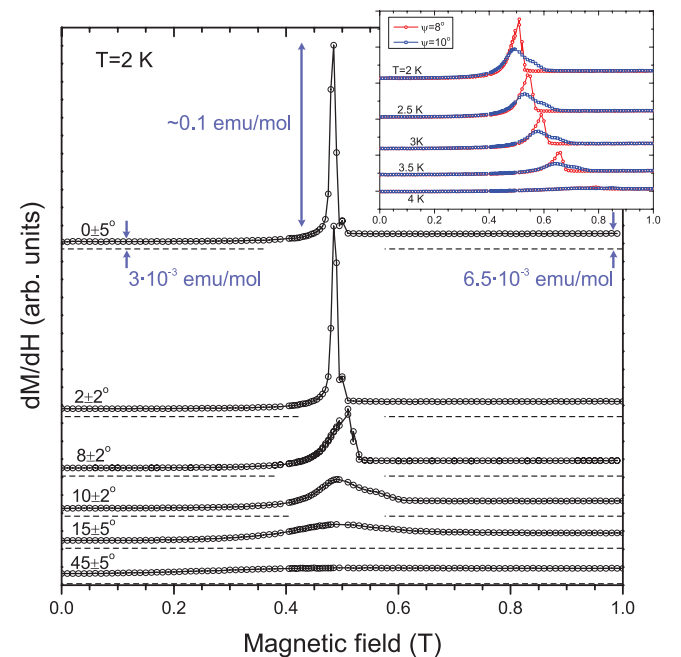 T=2 K
~0.1 emu/mol
0±5°
3·10⁻³ emu/mol
6.5·10⁻³ emu/mol
2±2°
8±2°
10±2°
15±5°
45±5°
dM/dH (arb. units)
0.0 0.2 0.4 0.6 0.8 1.0
Magnetic field (T)
ψ=8°
ψ=10°
T=2 K
2.5 K
3K
3.5 K
4 K
0.0 0.2 0.4 0.6 0.8 1.0